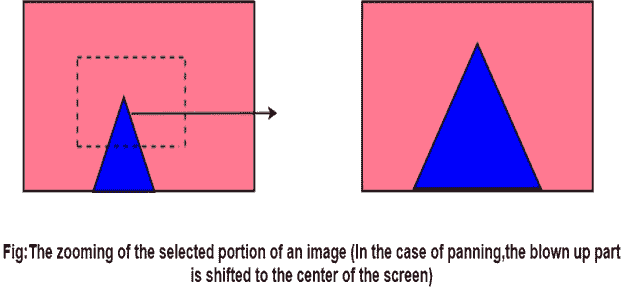 Fig:The zooming of the selected portion of an image (In the case of panning,the blown up part
is shifted to the center of the screen)